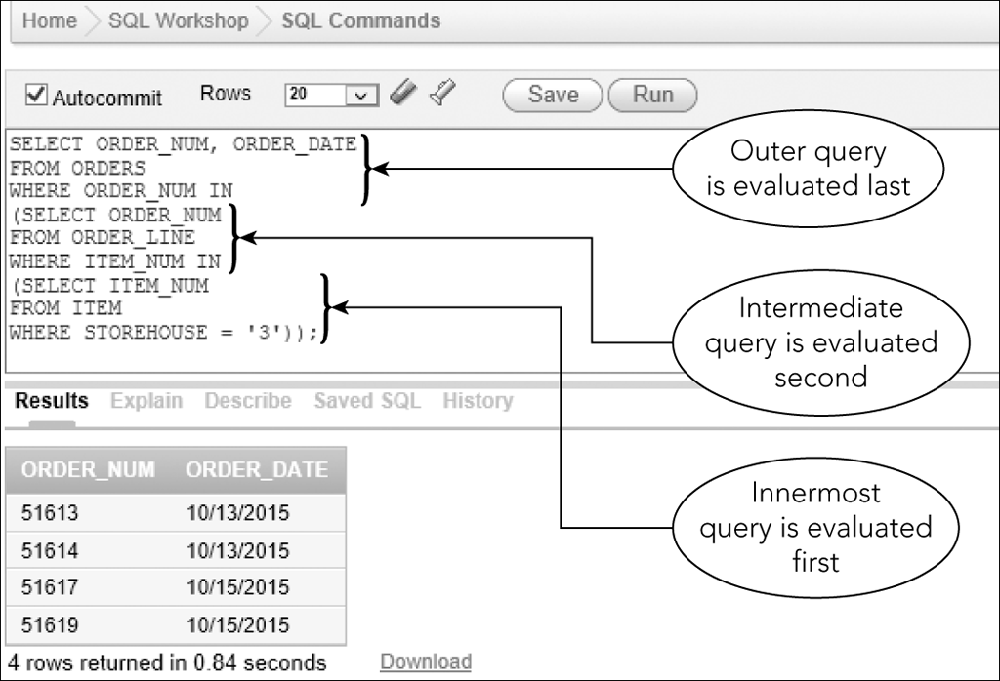 Home SQL Workshop SQL Commands
Autocommit Rows 20 Save Run
SELECT ORDER_NUM, ORDER_DATE
FROM ORDERS
WHERE ORDER_NUM IN
(SELECT ORDER_NUM
FROM ORDER_LINE
WHERE ITEM_NUM IN
(SELECT ITEM_NUM
FROM ITEM
WHERE STOREHOUSE = '3'));
Outer query
is evaluated last
Intermediate
query is evaluated
second
Innermost
query is evaluated
first
Results Explain Describe Saved SQL History
ORDER_NUM ORDER_DATE
51613 10/13/2015
51614 10/13/2015
51617 10/15/2015
51619 10/15/2015
4 rows returned in 0.84 seconds Download